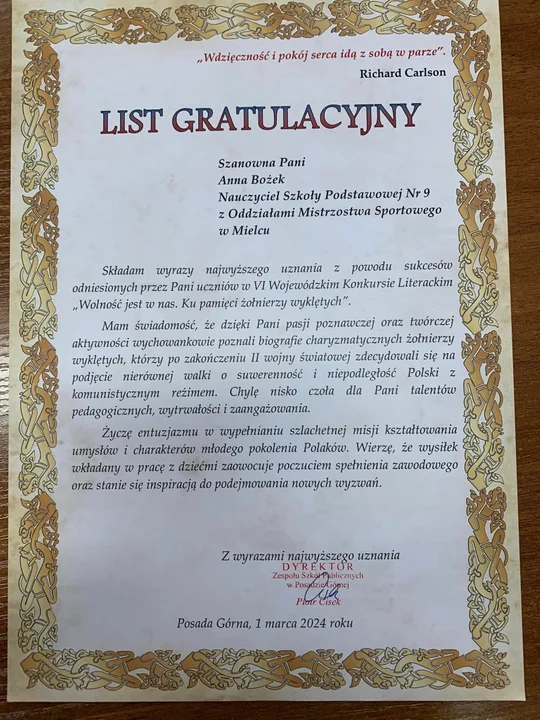 „Wdzięczność i pokój serca idą z sobą w parze”.
Richard Carlson
LIST GRATULACYJNY
Szanowna Pani
Anna Bożek
Nauczyciel Szkoły Podstawowej Nr 9
z Oddziałami Mistrzostwa Sportowego
w Mielcu
Składam wyrazy najwyższego uznania z powodu sukcesów
odniesionych przez Pani uczniów w VI Wojewódzkim Konkursie Literackim
„Wolność jest w nas. Ku pamięci żołnierzy wyklętych”.
Mam świadomość, że dzięki Pani pasji poznawczej oraz twórczej
aktywności wychowankowie poznali biografie charyzmatycznych żołnierzy
wyklętych, którzy po zakończeniu II wojny światowej zdecydowali się na
podjęcie nierównej walki o suwerenność i niepodległość Polski z
komunistycznym reżimem. Chylę nisko czoła dla Pani talentów
pedagogicznych, wytrwałości i zaangażowania.
Życzę entuzjazmu w wypełnianiu szlachetnej misji kształtowania
umysłów i charakterów młodego pokolenia Polaków. Wierzę, że wysiłek
wkładany w pracę z dziećmi zaowocuje poczuciem spełnienia zawodowego
oraz stanie się inspiracją do podejmowania nowych wyzwań.
Z wyrazami najwyższego uznania
DYREKTOR
Zespołu Szkół Publicznych
w Posadzie Górnej
Piotr Cisek
Posada Górna, 1 marca 2024 roku